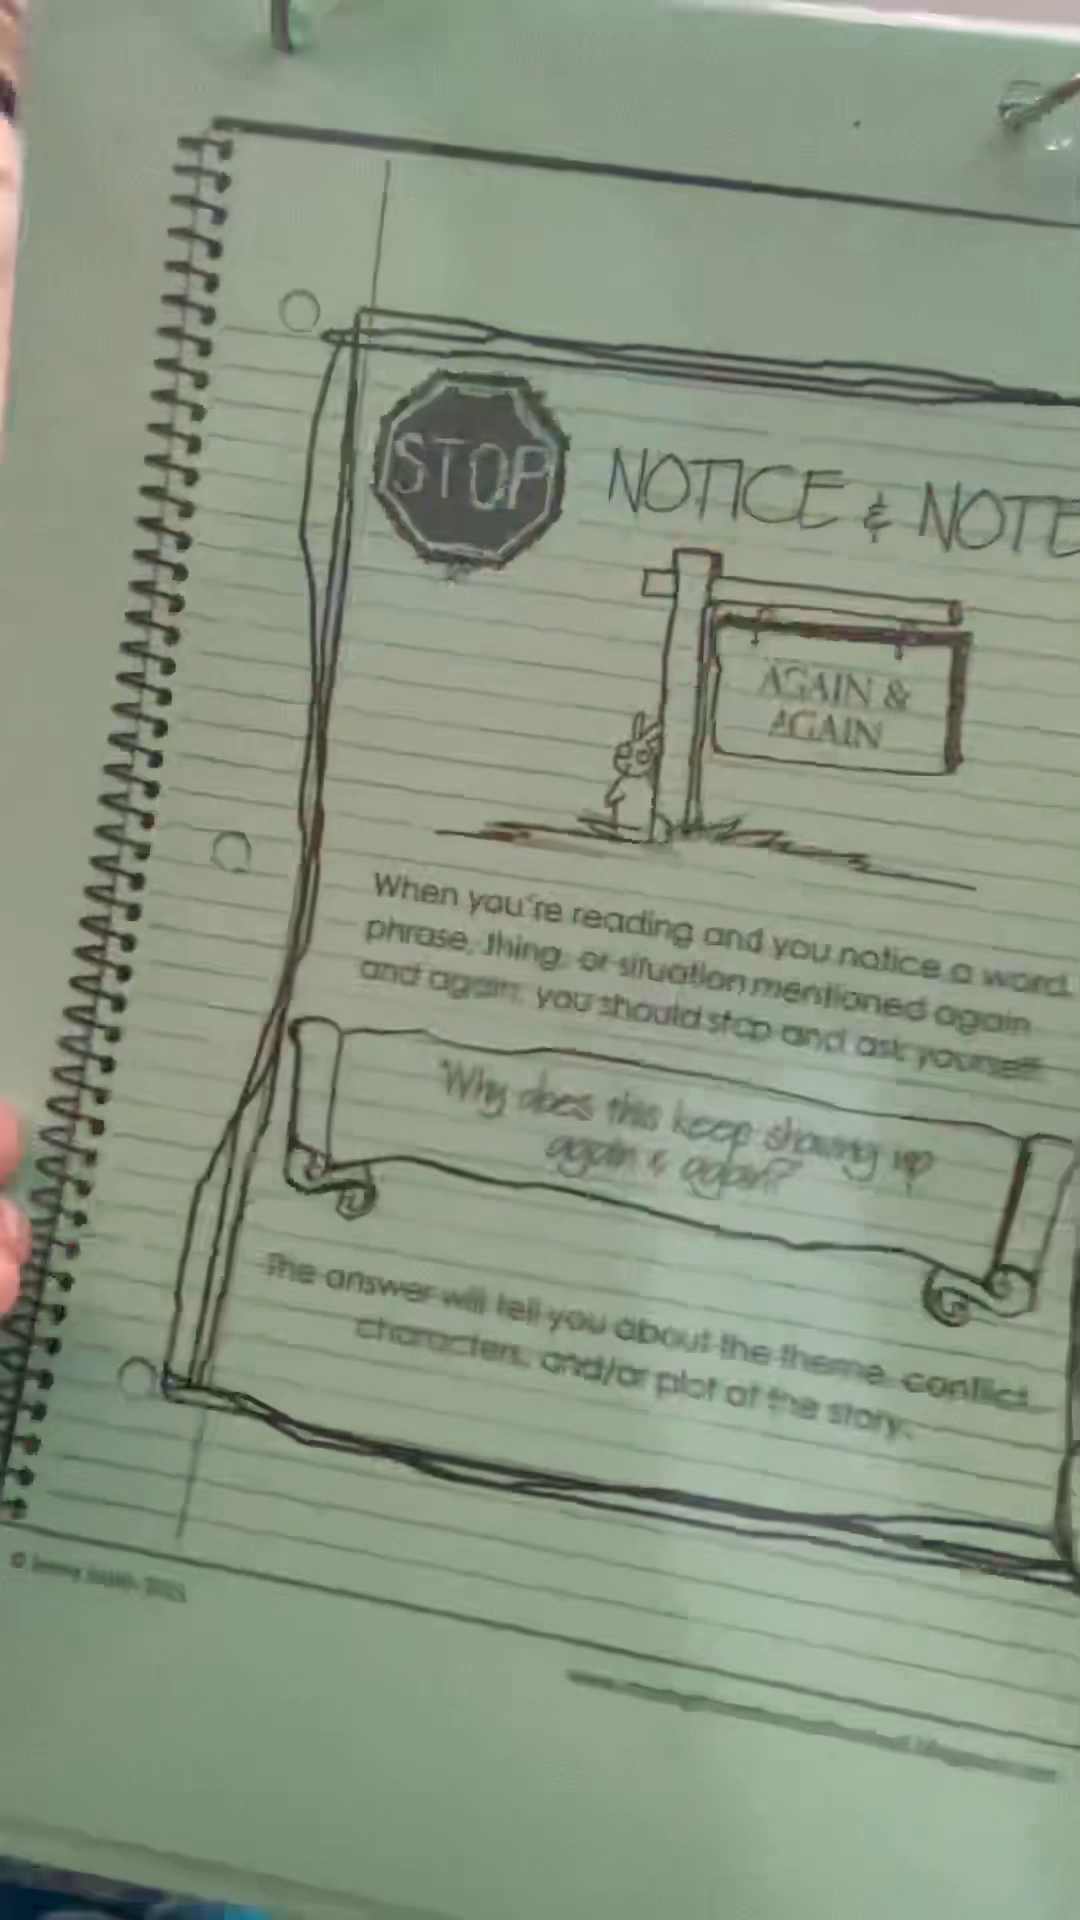 STOP
NOTICE & NOTE
AGAIN &
AGAIN
When you're reading and you notice a word,
phrase, thing, or situation mentioned again
and again, you should stop and ask yourself:
"Why does this keep showing up
again & again?"
The answer will tell you about the theme, conflict,
characters, and/or plot of the story.